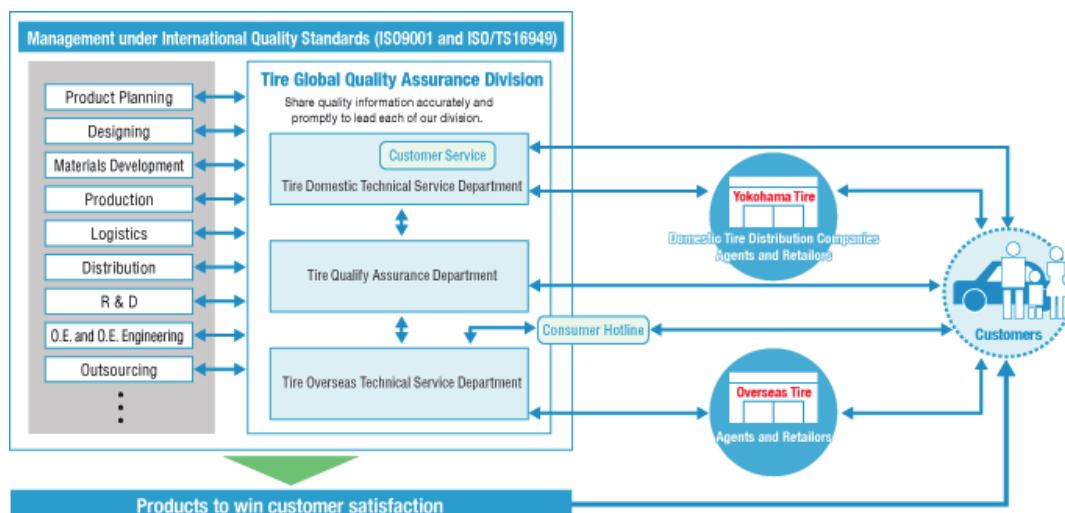 Management under International Quality Standards (ISO9001 and ISO/TS16949)
Product Planning
Designing
Materials Development
Production
Logistics
Distribution
R & D
O.E. and O.E. Engineering
Outsourcing
Tire Global Quality Assurance Division
Share quality information accurately and
promptly to lead each of our division.
Customer Service
Tire Domestic Technical Service Department
Tire Qualify Assurance Department
Consumer Hotline
Tire Overseas Technical Service Department
Yokohama Tire
Domestic Tire Distribution Companies
Agents and Retailors
Overseas Tire
Agents and Retailors
Customers
Products to win customer satisfaction